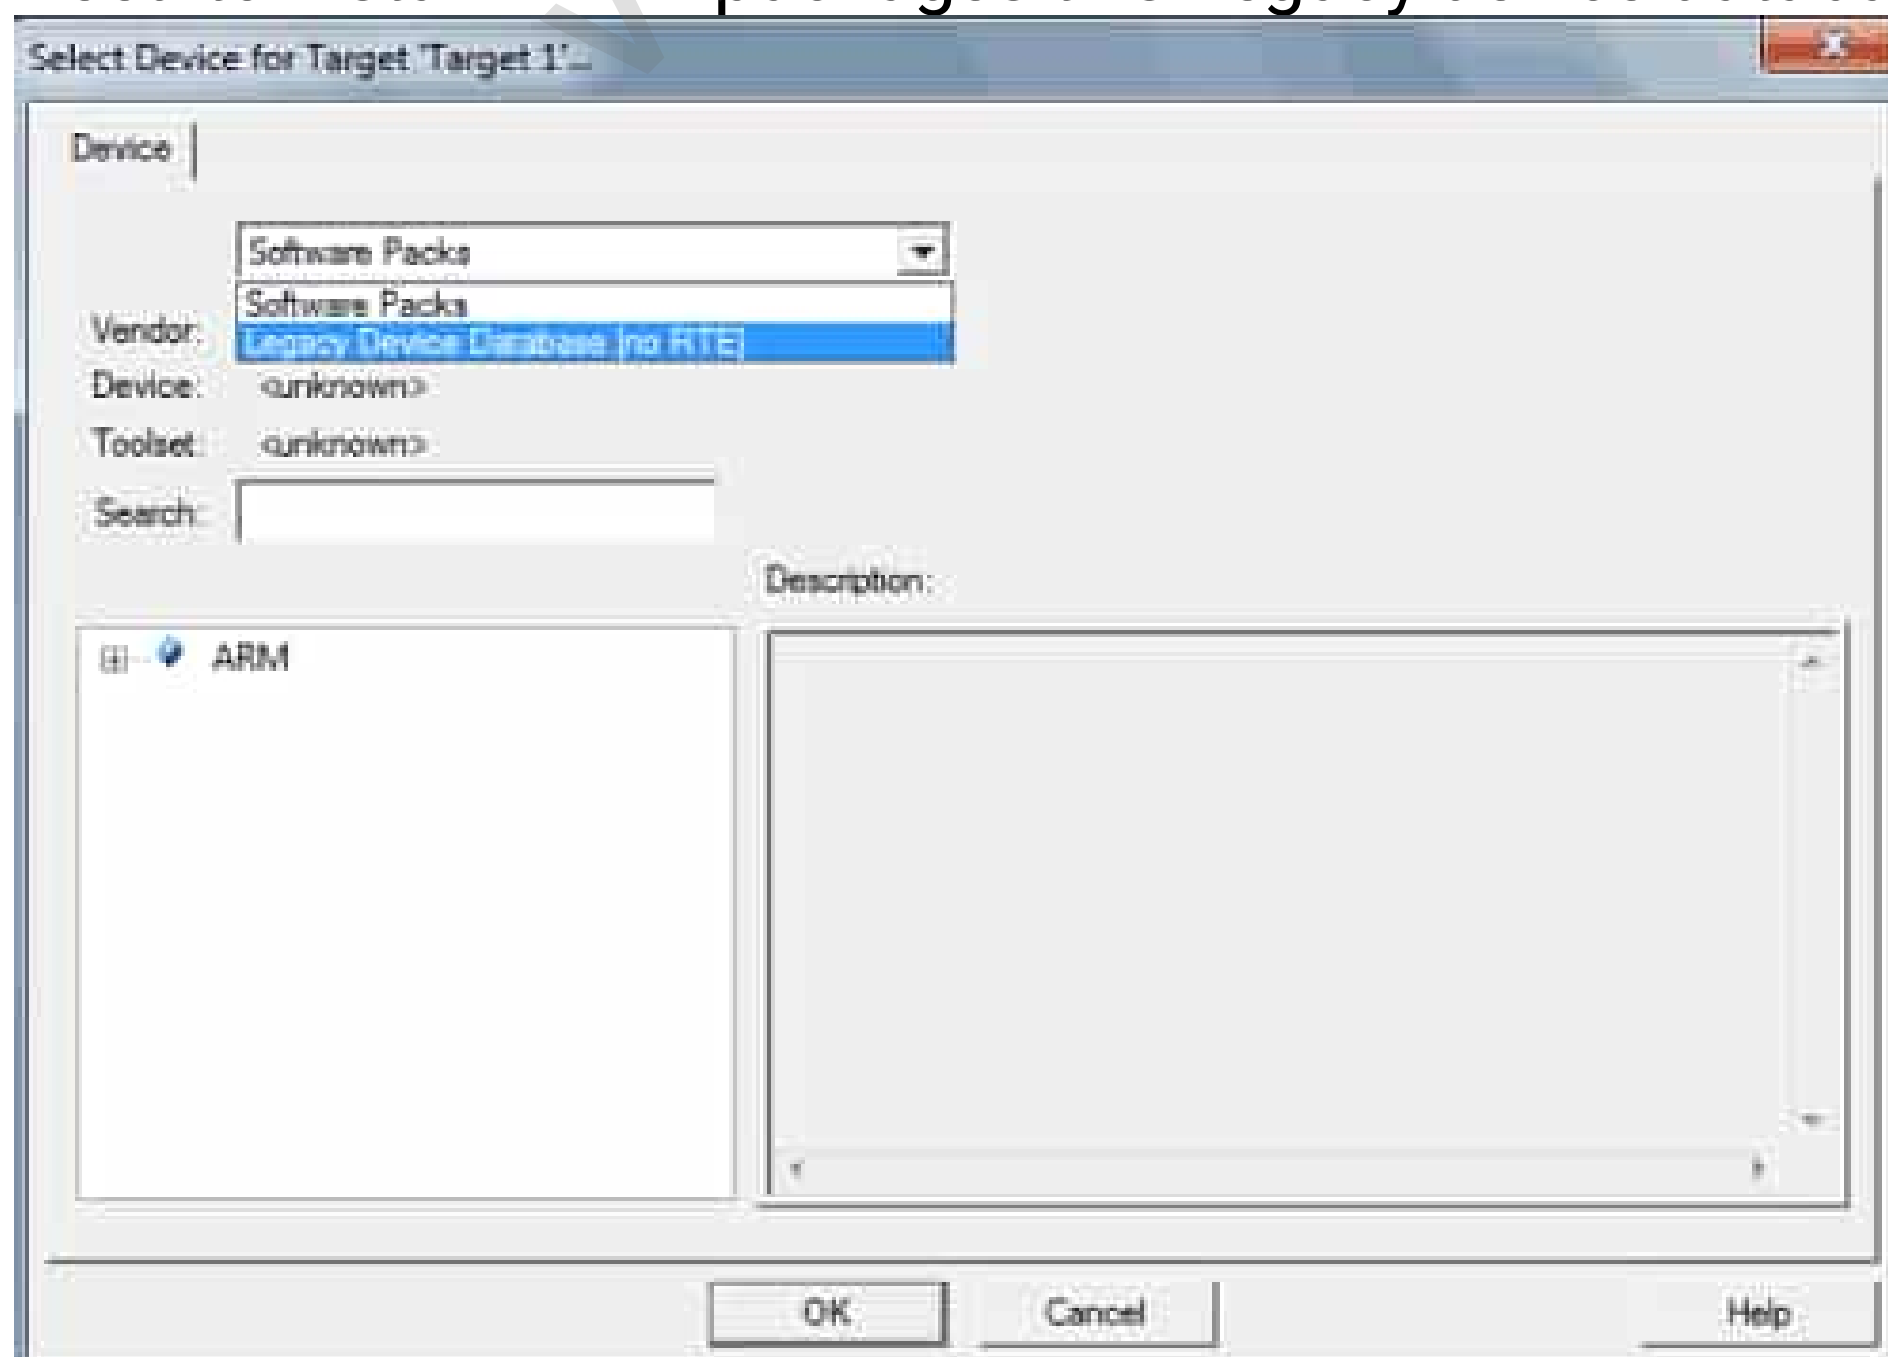 Select Device for Target 'Target 1'...
Device
Software Packs
Software Packs
Legacy Device Database [no RTE]
Vendor:
Device: <unknown>
Toolset: <unknown>
Search:
Description:
ARM
OK Cancel Help